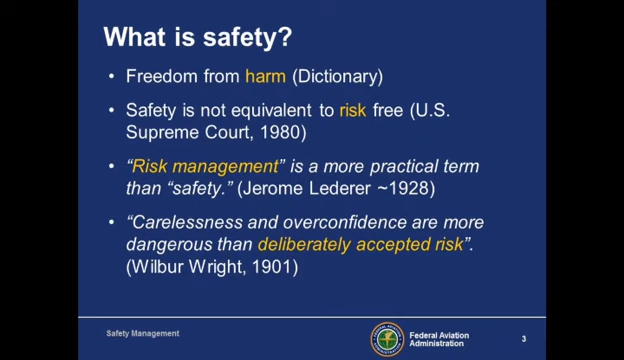 What is safety?
• Freedom from harm (Dictionary)
• Safety is not equivalent to risk free (U.S.
Supreme Court, 1980)
• “Risk management” is a more practical term
than “safety.” (Jerome Lederer ~1928)
• “Carelessness and overconfidence are more
dangerous than deliberately accepted risk”.
(Wilbur Wright, 1901)
Safety Management
Federal Aviation
Administration
3